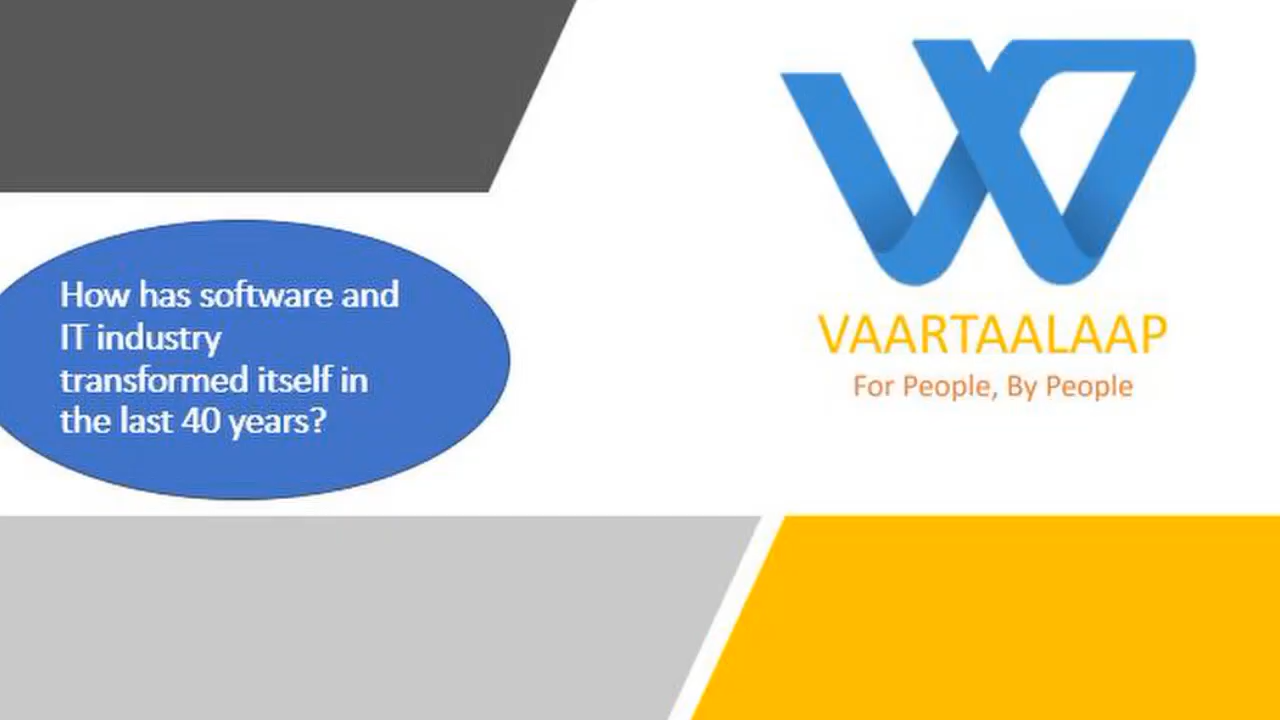 How has software and
IT industry
transformed itself in
the last 40 years?
VAARTAALAAP
For People, By People